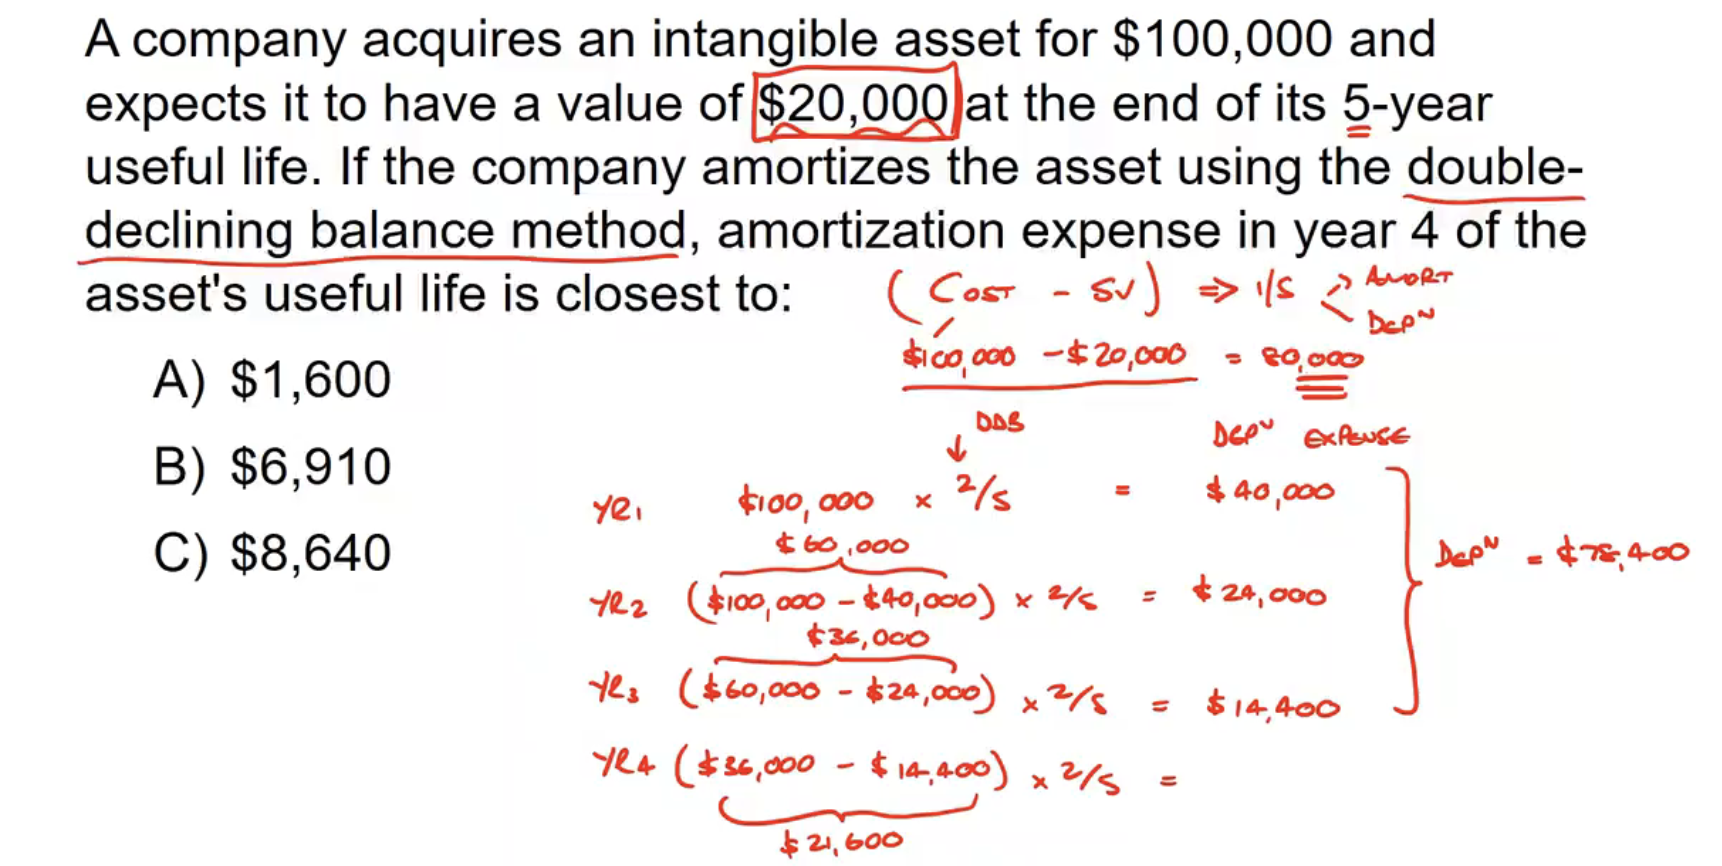 A company acquires an intangible asset for $100,000 and
expects it to have a value of $20,000 at the end of its 5-year
useful life. If the company amortizes the asset using the double-
declining balance method, amortization expense in year 4 of the
asset's useful life is closest to:
(COST - SV) => I/S AMORT
DEPN
$100,000 - $20,000 = 80,000
A) $1,600
DDB
DEPN EXPENSE
B) $6,910
YR1 $100,000 x 2/5 = $40,000
$60,000
C) $8,640
DEPN = $78,400
YR2 ($100,000 - $40,000) x 2/5 = $24,000
$36,000
YR3 ($60,000 - $24,000) x 2/5 = $14,400
YR4 ($36,000 - $14,400) x 2/5 =
$21,600